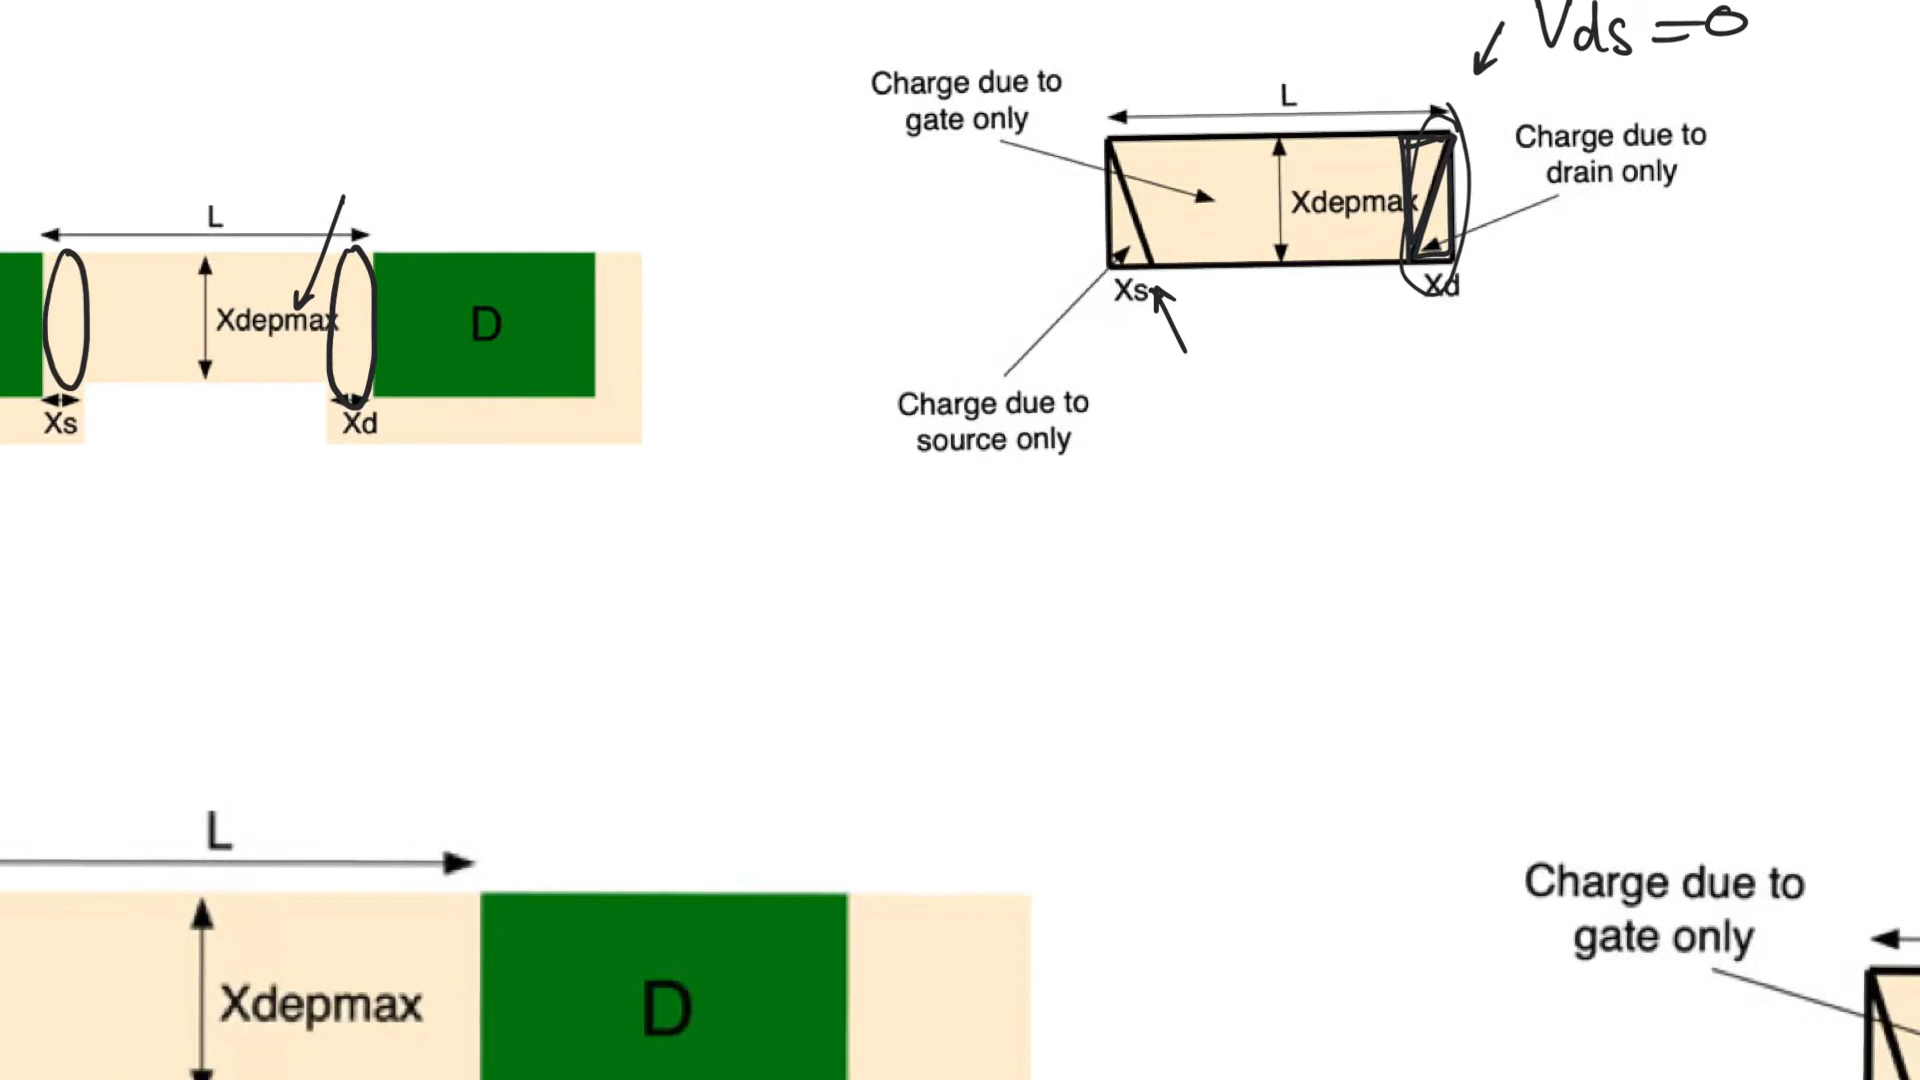 Vds = 0
Charge due to
gate only
L
Charge due to
drain only
Xdepmax
Xs
Xd
Charge due to
source only
L
Xdepmax
D
Xs
Xd
L
Xdepmax
D
Charge due to
gate only